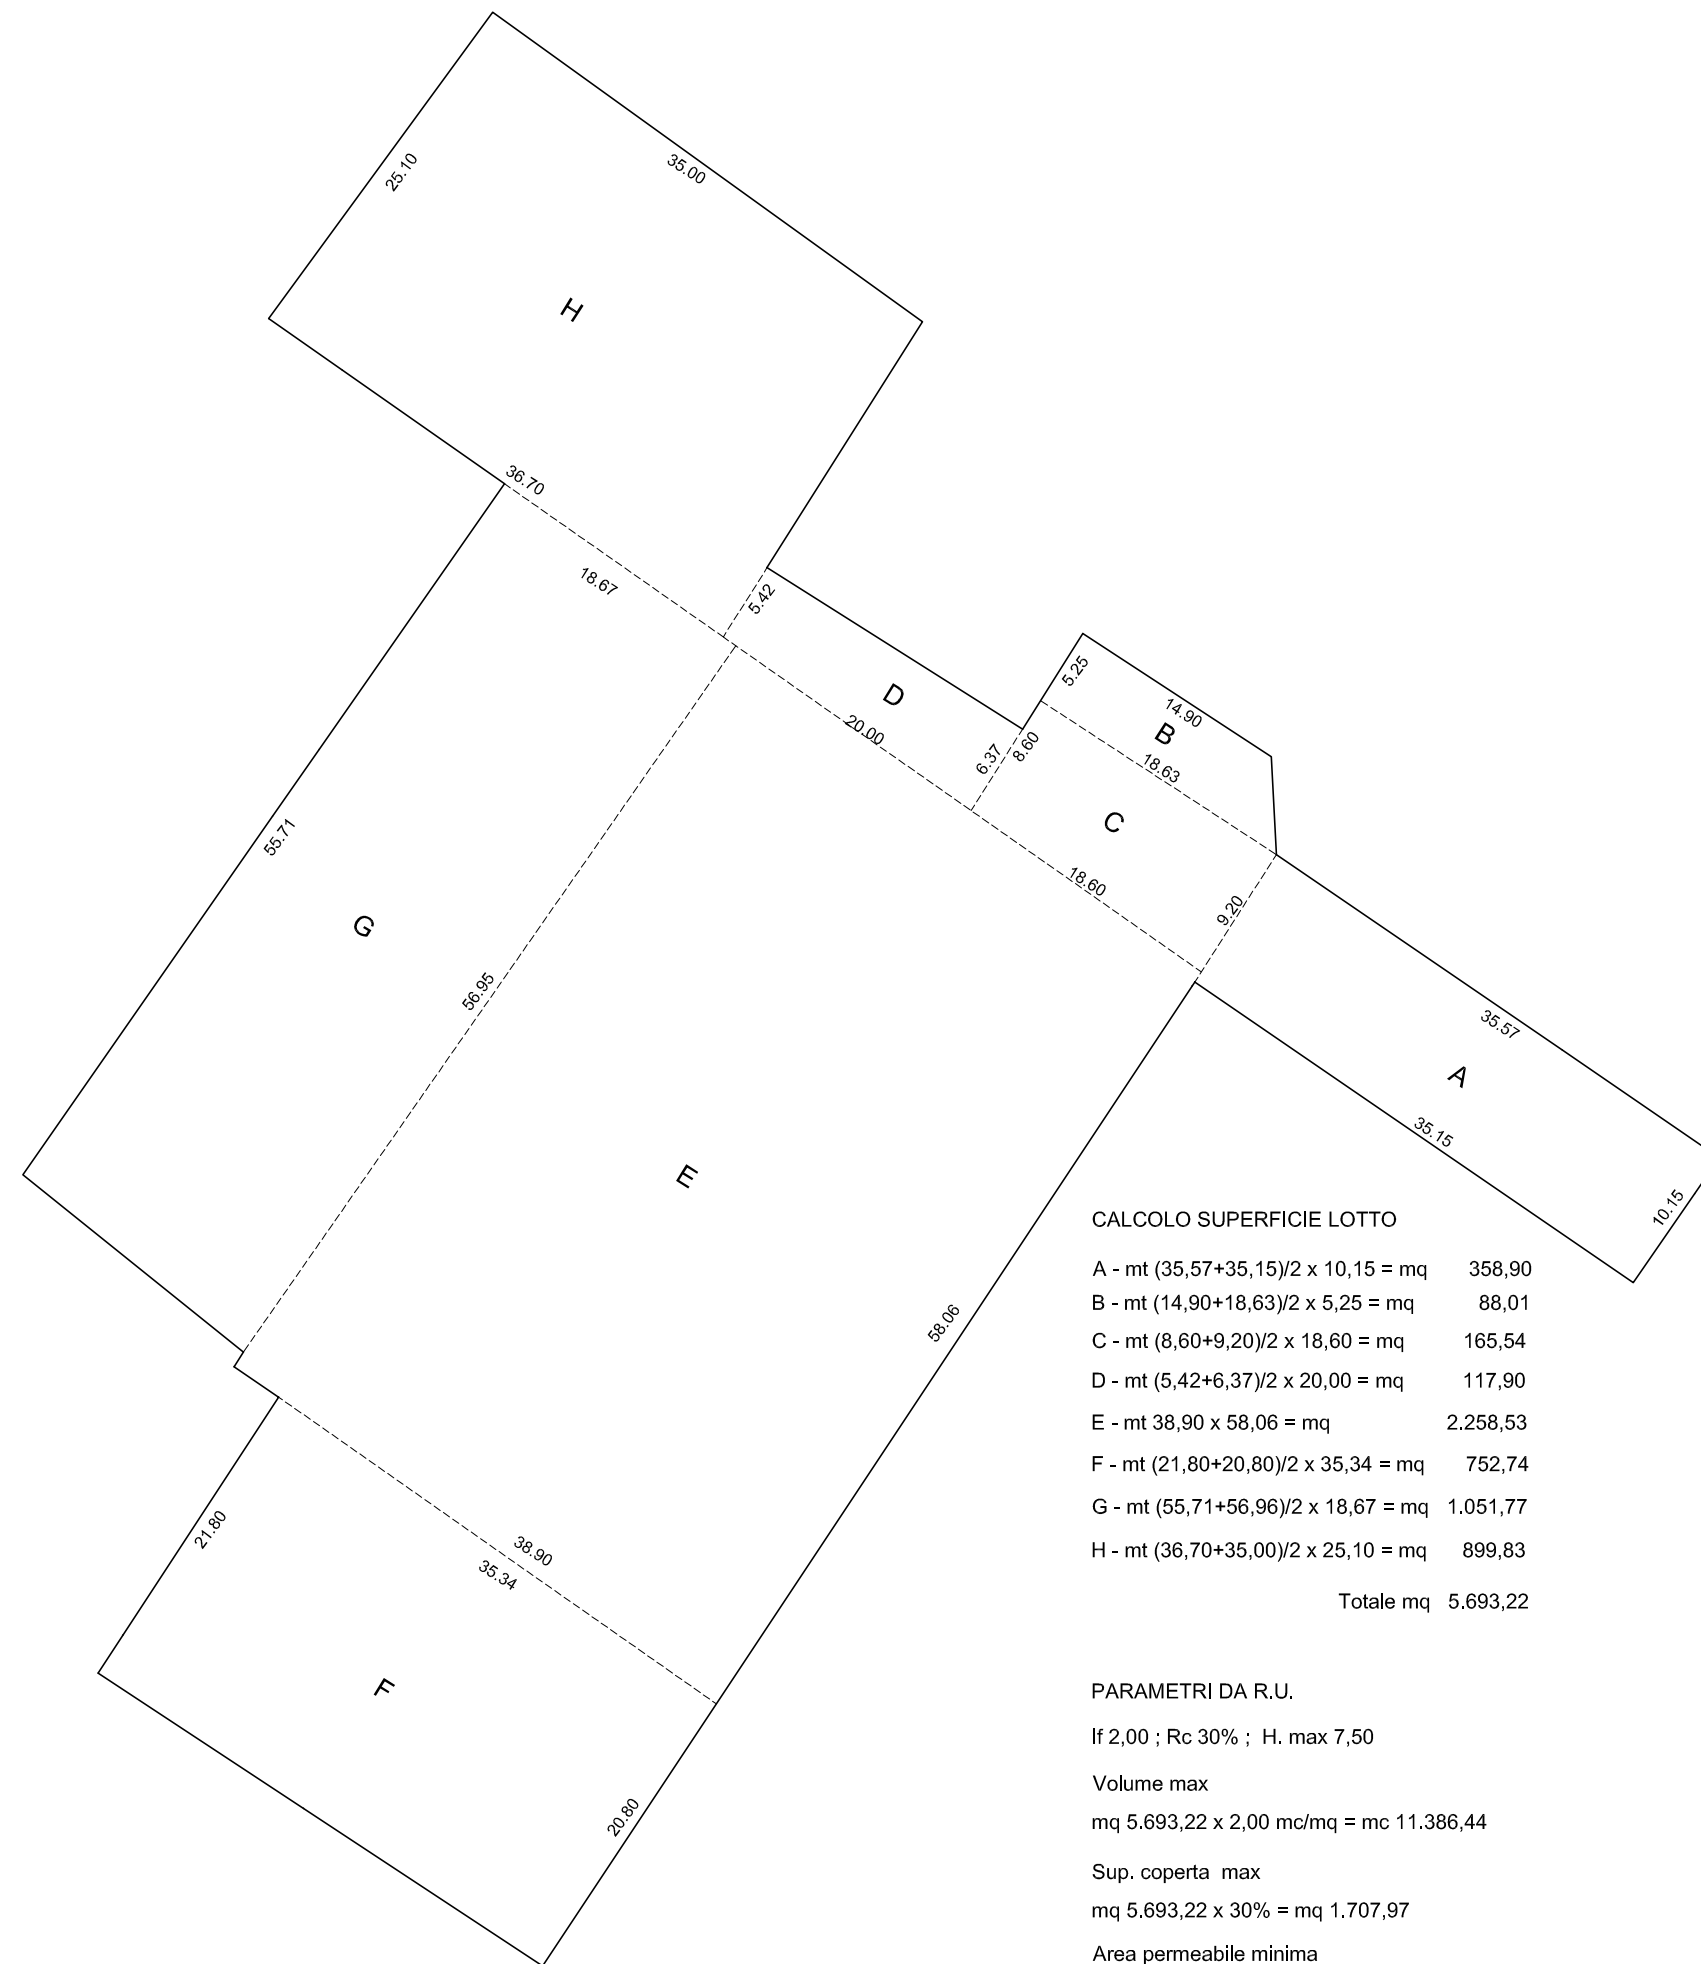 25.10
35.00
H
36.70
18.67
5.42
D
20.00
6.37
8.60
5.25
14.90
B
18.63
C
18.60
9.20
35.57
A
35.15
10.15
55.71
G
56.95
E
58.06
21.80
38.90
35.34
F
20.80
CALCOLO SUPERFICIE LOTTO
A - mt (35,57+35,15)/2 x 10,15 = mq 358,90
B - mt (14,90+18,63)/2 x 5,25 = mq 88,01
C - mt (8,60+9,20)/2 x 18,60 = mq 165,54
D - mt (5,42+6,37)/2 x 20,00 = mq 117,90
E - mt 38,90 x 58,06 = mq 2.258,53
F - mt (21,80+20,80)/2 x 35,34 = mq 752,74
G - mt (55,71+56,96)/2 x 18,67 = mq 1.051,77
H - mt (36,70+35,00)/2 x 25,10 = mq 899,83
Totale mq 5.693,22
PARAMETRI DA R.U.
If 2,00 ; Rc 30% ; H. max 7,50
Volume max
mq 5.693,22 x 2,00 mc/mq = mc 11.386,44
Sup. coperta max
mq 5.693,22 x 30% = mq 1.707,97
Area permeabile minima